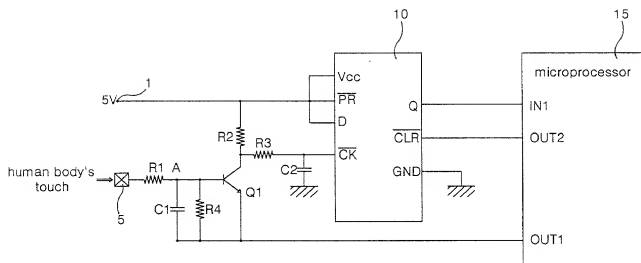 10
15
Vcc
microprocessor
1
5V
PR
Q
IN1
D
R2
R3
CLR
OUT2
human body's
touch
R1
A
CK
C2
GND
Q1
C1
R4
5
OUT1